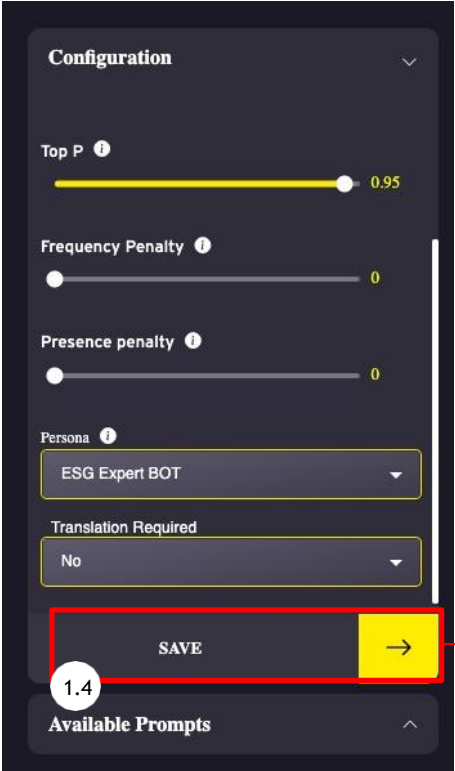 Configuration
Top P i
0.95
Frequency Penalty i
0
Presence penalty i
0
Persona i
ESG Expert BOT
Translation Required
No
SAVE
1.4
Available Prompts